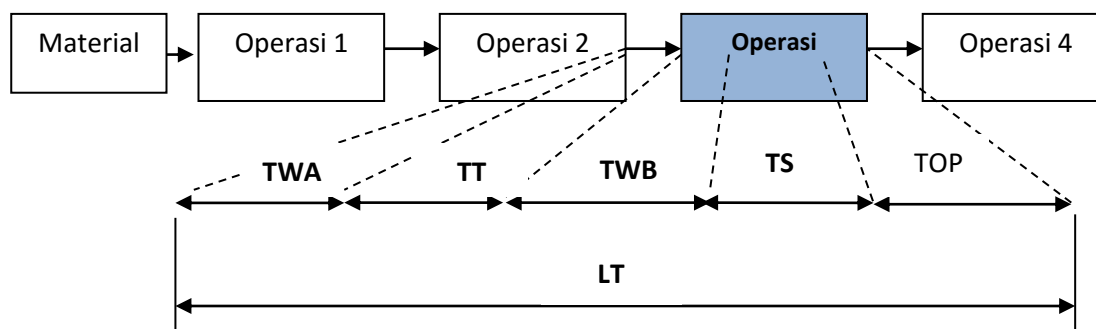 Material
Operasi 1
Operasi 2
Operasi
Operasi 4
TWA
TT
TWB
TS
TOP
LT